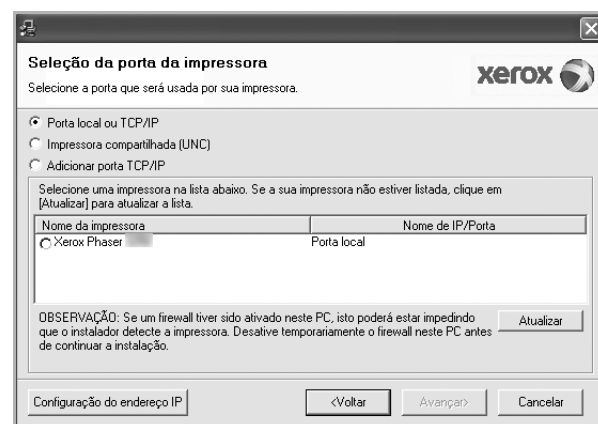 Seleção da porta da impressora
Selecione a porta que será usada por sua impressora.
xerox
Porta local ou TCP/IP
Impressora compartilhada (UNC)
Adicionar porta TCP/IP
Selecione uma impressora na lista abaixo. Se a sua impressora não estiver listada, clique em
[Atualizar] para atualizar a lista.
Nome da impressora Nome de IP/Porta
Xerox Phaser Porta local
OBSERVAÇÃO: Se um firewall tiver sido ativado neste PC, isto poderá estar impedindo
que o instalador detecte a impressora. Desative temporariamente o firewall neste PC antes
de continuar a instalação.
Atualizar
Configuração do endereço IP <Voltar Avançar> Cancelar